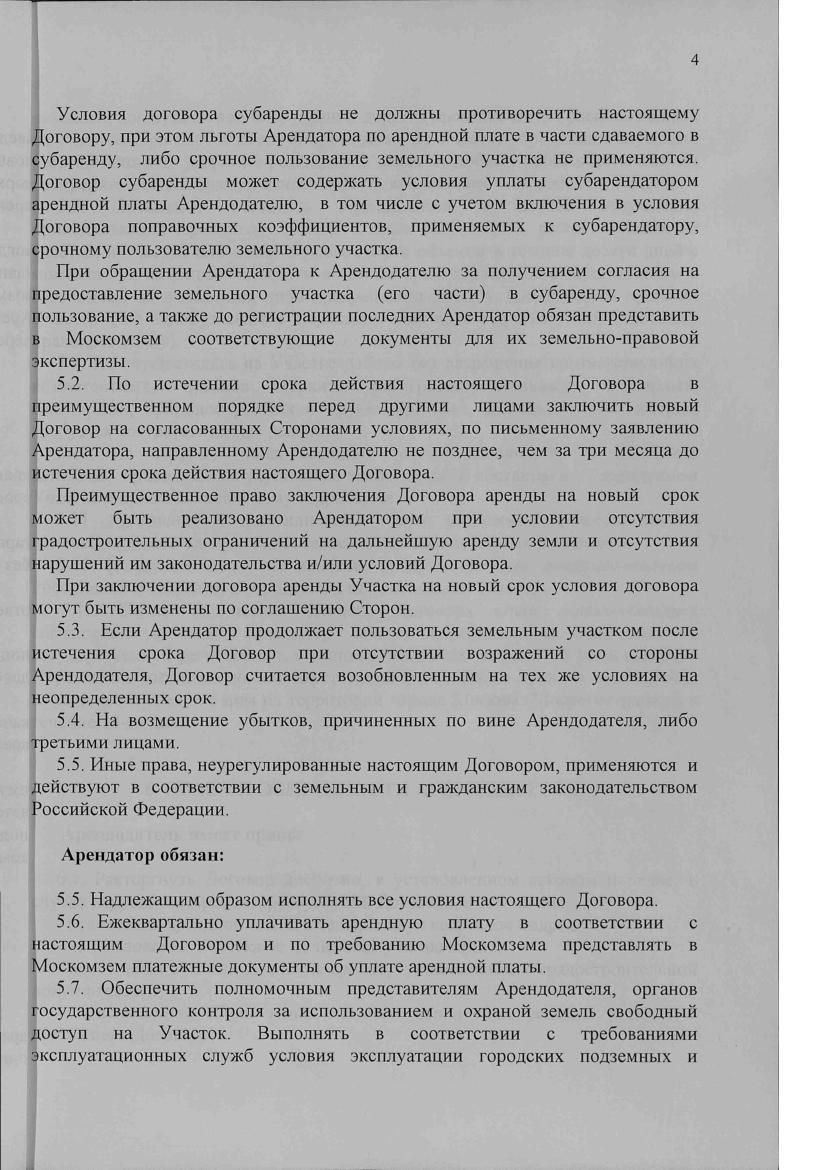 4
Условия договора субаренды не должны противоречить настоящему
Договору, при этом льготы Арендатора по арендной плате в части сдаваемого в
субаренду, либо срочное пользование земельного участка не применяются.
Договор субаренды может содержать условия уплаты субарендатором
арендной платы Арендодателю, в том числе с учетом включения в условия
Договора поправочных коэффициентов, применяемых к субарендатору,
срочному пользователю земельного участка.
При обращении Арендатора к Арендодателю за получением согласия на
предоставление земельного участка (его части) в субаренду, срочное
пользование, а также до регистрации последних Арендатор обязан представить
в Москомзем соответствующие документы для их земельно-правовой
экспертизы.
5.2. По истечении срока действия настоящего Договора в
преимущественном порядке перед другими лицами заключить новый
Договор на согласованных Сторонами условиях, по письменному заявлению
Арендатора, направленному Арендодателю не позднее, чем за три месяца до
истечения срока действия настоящего Договора.
Преимущественное право заключения Договора аренды на новый срок
может быть реализовано Арендатором при условии отсутствия
градостроительных ограничений на дальнейшую аренду земли и отсутствия
нарушений им законодательства и/или условий Договора.
При заключении договора аренды Участка на новый срок условия договора
могут быть изменены по соглашению Сторон.
5.3. Если Арендатор продолжает пользоваться земельным участком после
истечения срока Договор при отсутствии возражений со стороны
Арендодателя, Договор считается возобновленным на тех же условиях на
неопределенных срок.
5.4. На возмещение убытков, причиненных по вине Арендодателя, либо
третьими лицами.
5.5. Иные права, неурегулированные настоящим Договором, применяются и
действуют в соответствии с земельным и гражданским законодательством
Российской Федерации.
Арендатор обязан:
5.5. Надлежащим образом исполнять все условия настоящего Договора.
5.6. Ежеквартально уплачивать арендную плату в соответствии с
настоящим Договором и по требованию Москомзема представлять в
Москомзем платежные документы об уплате арендной платы.
5.7. Обеспечить полномочным представителям Арендодателя, органов
государственного контроля за использованием и охраной земель свободный
доступ на Участок. Выполнять в соответствии с требованиями
эксплуатационных служб условия эксплуатации городских подземных и